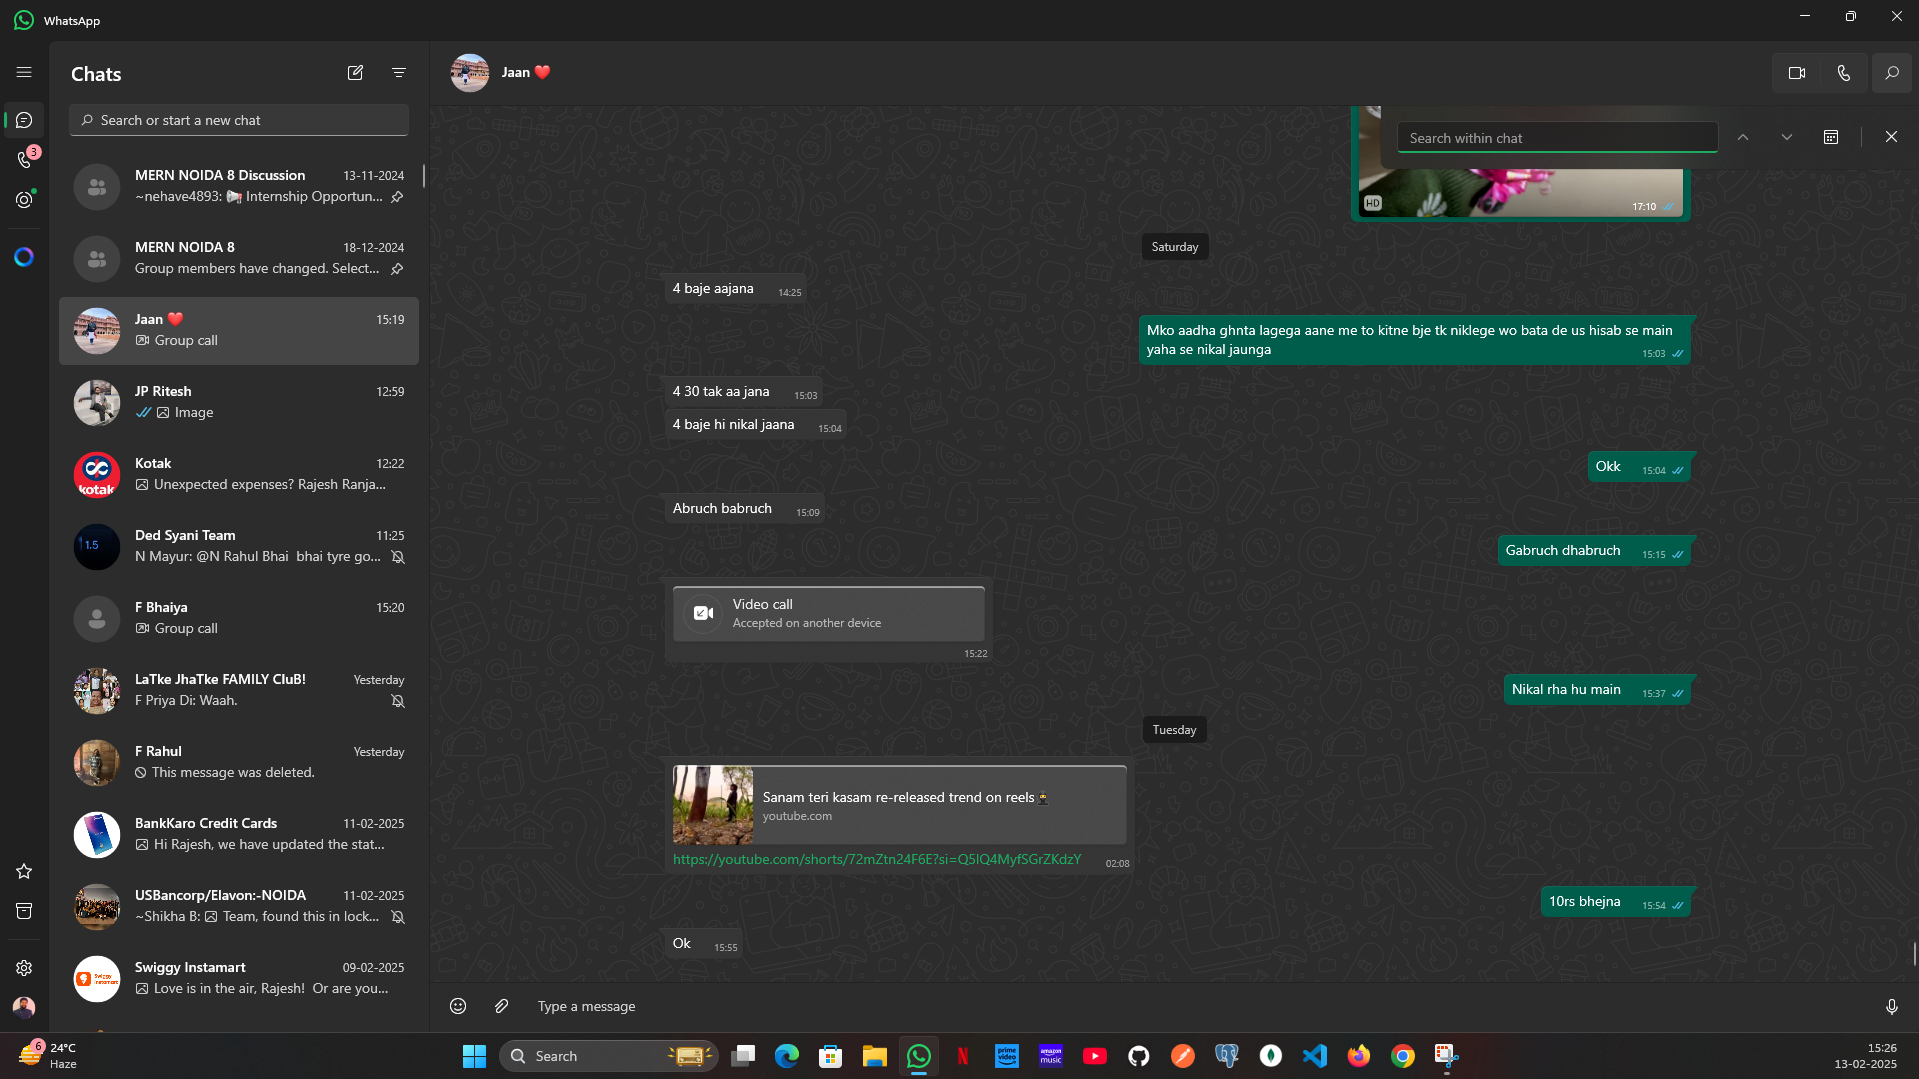 WhatsApp
Chats
Search or start a new chat
3
MERN NOIDA 8 Discussion 13-11-2024
~nehave4893: 📢 Internship Opportun...
MERN NOIDA 8 18-12-2024
Group members have changed. Select...
Jaan ❤️ 15:19
Group call
JP Ritesh 12:59
Image
kotak
Kotak 12:22
Unexpected expenses? Rajesh Ranja...
1.5
Ded Syani Team 11:25
N Mayur: @N Rahul Bhai bhai tyre go...
F Bhaiya 15:20
Group call
LaTke JhaTke FAMILY CluB! Yesterday
F Priya Di: Waah.
F Rahul Yesterday
This message was deleted.
BankKaro Credit Cards 11-02-2025
Hi Rajesh, we have updated the stat...
USBancorp/Elavon:-NOIDA 11-02-2025
~Shikha B: Team, found this in lock...
Swiggy Instamart
Swiggy Instamart 09-02-2025
Love is in the air, Rajesh! Or are you...
Jaan ❤️
Search within chat
HD 17:10
Saturday
4 baje aajana 14:25
Mko aadha ghnta lagega aane me to kitne bje tk niklege wo bata de us hisab se main
yaha se nikal jaunga 15:03
4 30 tak aa jana 15:03
4 baje hi nikal jaana 15:04
Okk 15:04
Abruch babruch 15:09
Gabruch dhabruch 15:15
Video call
Accepted on another device
15:22
Nikal rha hu main 15:37
Tuesday
Sanam teri kasam re-released trend on reels🥷
youtube.com
https://youtube.com/shorts/72mZtn24F6E?si=Q5lQ4MyfSGrZKdzY 02:08
10rs bhejna 15:54
Ok 15:55
Type a message
6
24°C
Haze
Search
prime video
amazon music
15:26
13-02-2025